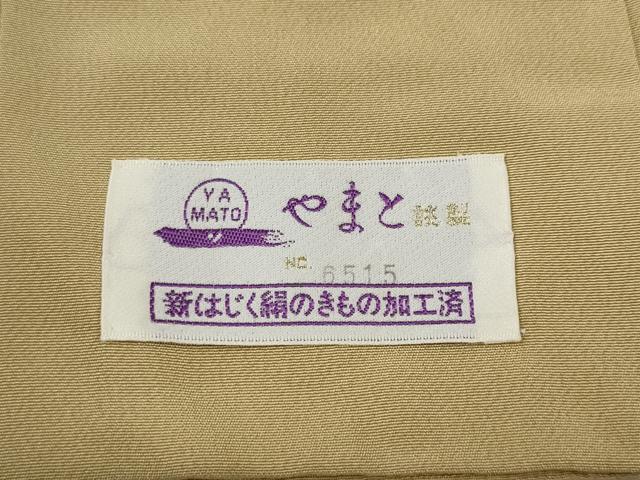 YA
MATO
やまと 謹製
NO. 6515
新はじく絹のきもの加工済